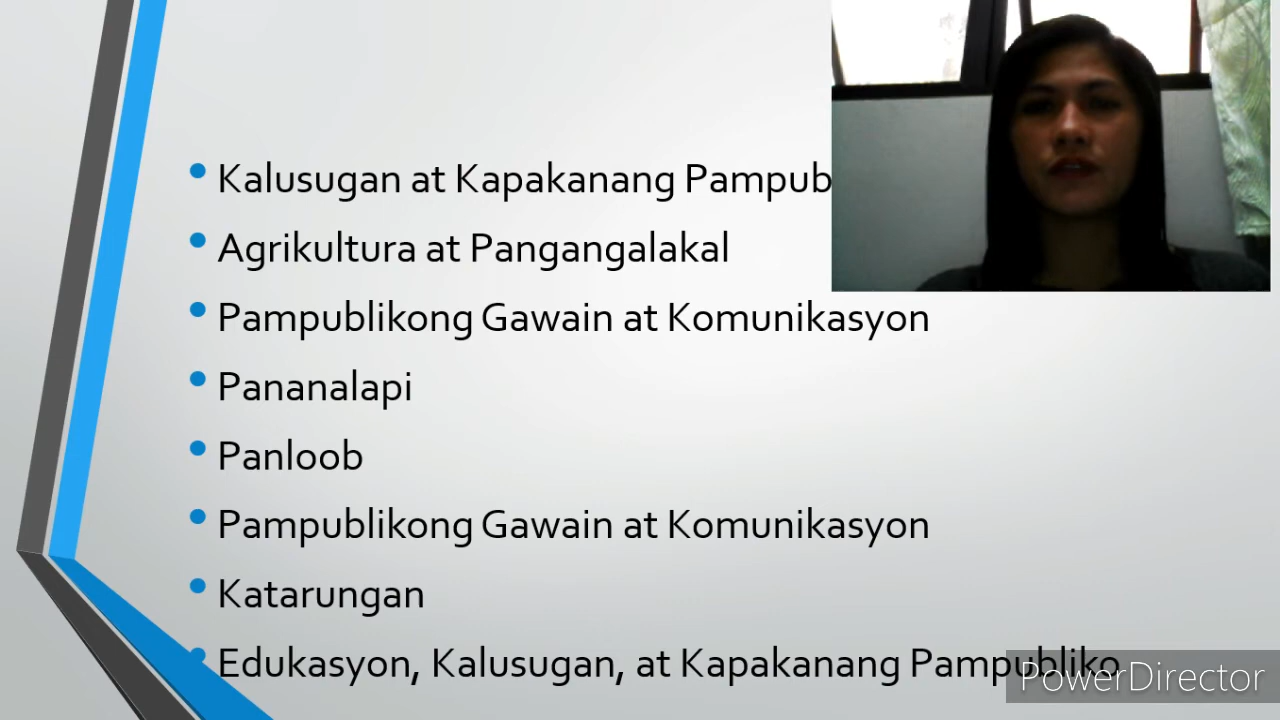 Kalusugan at Kapakanang Pampub
Agrikultura at Pangangalakal
Pampublikong Gawain at Komunikasyon
Pananalapi
Panloob
Pampublikong Gawain at Komunikasyon
Katarungan
Edukasyon, Kalusugan, at Kapakanang Pampubliko
PowerDirector